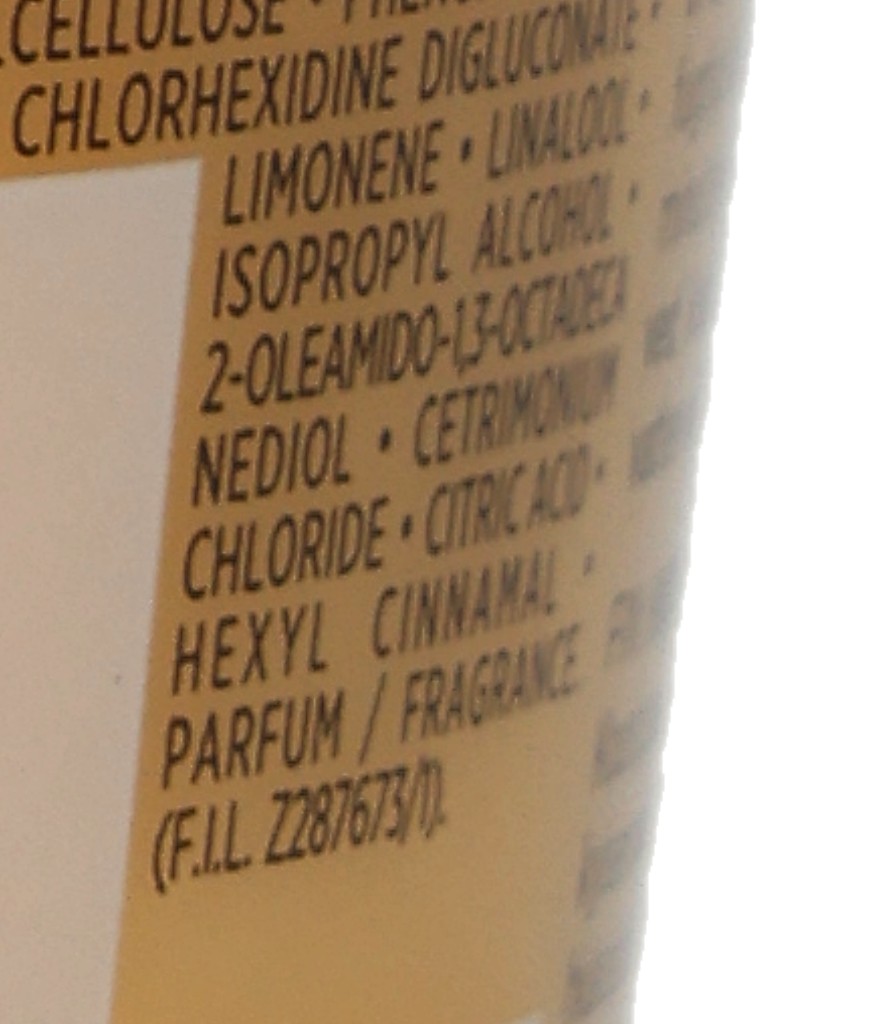 CELLULOSE •
CHLORHEXIDINE DIGLUCONATE •
LIMONENE • LINALOOL •
ISOPROPYL ALCOHOL •
2-OLEAMIDO-1,3-OCTADECA
NEDIOL • CETRIMONIUM
CHLORIDE • CITRIC ACID •
HEXYL CINNAMAL •
PARFUM / FRAGRANCE
(F.I.L. Z287673/1).